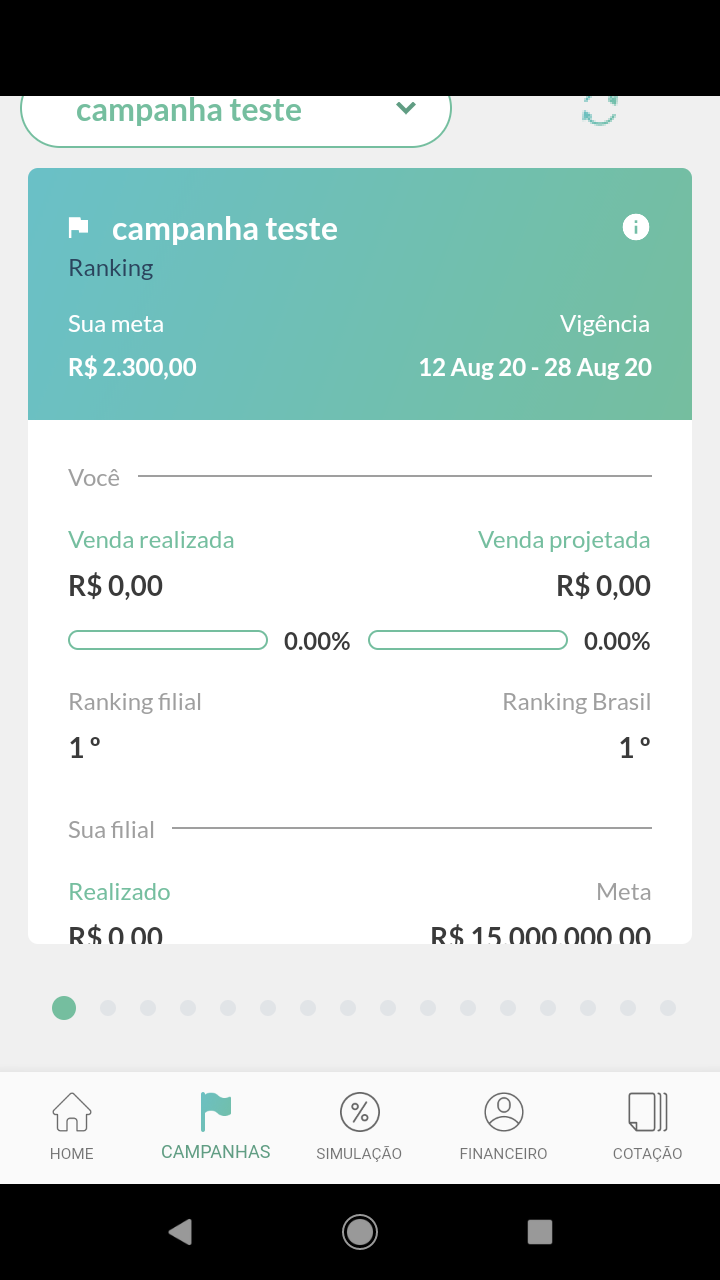 campanha teste
campanha teste
Ranking
Sua meta Vigência
R$ 2.300,00 12 Aug 20 - 28 Aug 20
Você
Venda realizada Venda projetada
R$ 0,00 R$ 0,00
0.00% 0.00%
Ranking filial Ranking Brasil
1 º 1 º
Sua filial
Realizado Meta
R$ 0,00 R$ 15.000.000,00
HOME CAMPANHAS SIMULAÇÃO FINANCEIRO COTAÇÃO